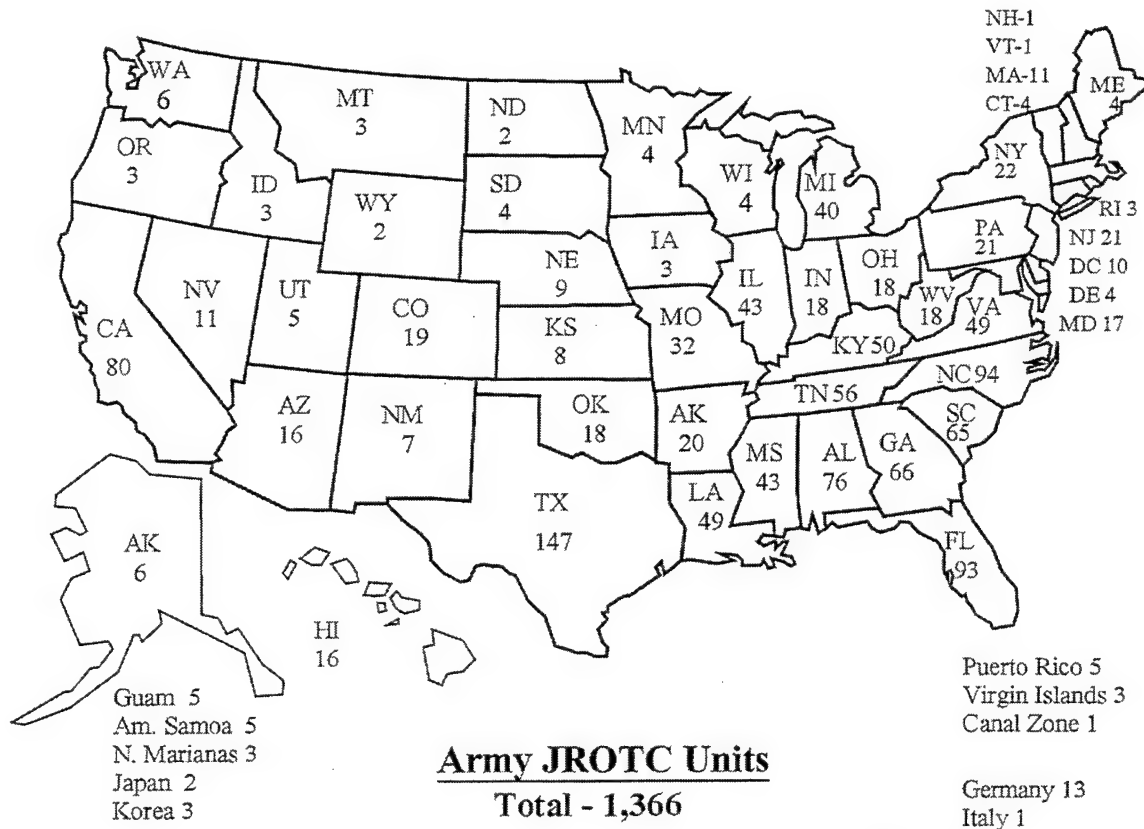 NH-1
VT-1
MA-11
CT-4
ME
4
WA
6
MT
3
ND
2
MN
4
OR
3
ID
3
WY
2
SD
4
WI
4
MI
40
NY
22
RI 3
NJ 21
DC 10
DE 4
MD 17
PA
21
NV
11
UT
5
CO
19
NE
9
IA
3
IL
43
IN
18
OH
18
WV
18
VA
49
CA
80
KS
8
MO
32
KY 50
AZ
16
NM
7
OK
18
AK
20
TN 56
NC 94
SC
65
MS
43
AL
76
GA
66
TX
147
LA
49
FL
93
AK
6
HI
16
Guam 5
Am. Samoa 5
N. Marianas 3
Japan 2
Korea 3
Puerto Rico 5
Virgin Islands 3
Canal Zone 1
Germany 13
Italy 1
Army JROTC Units
Total - 1,366